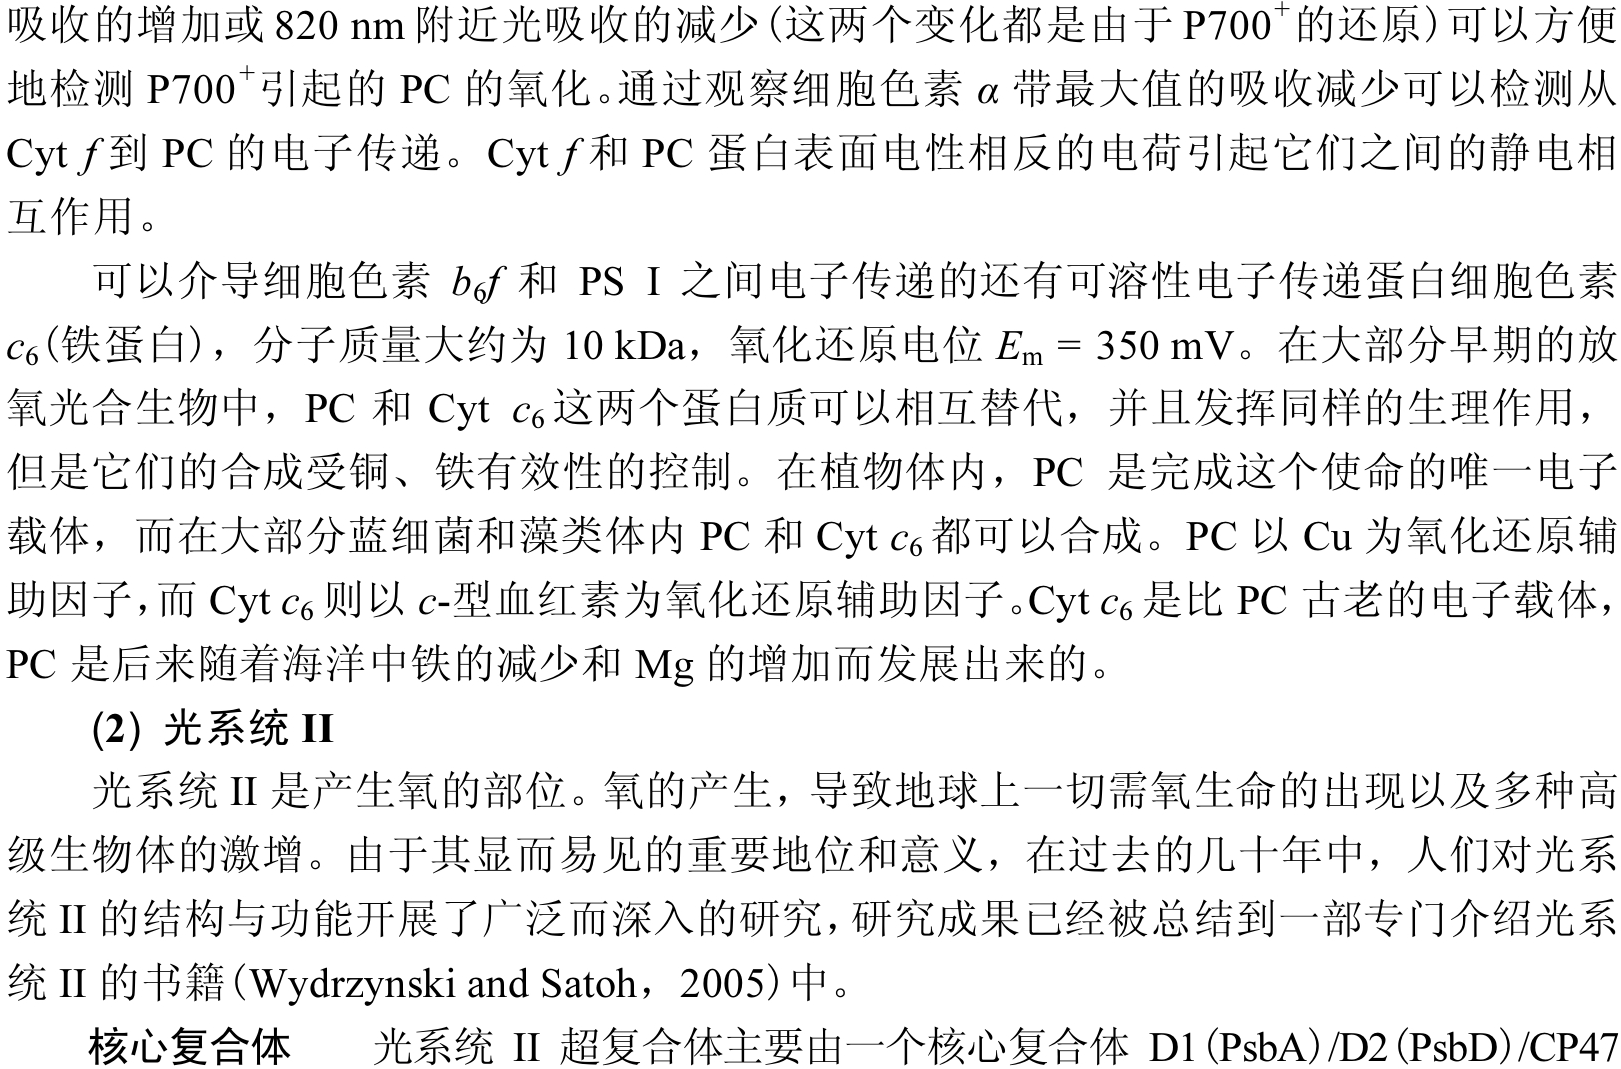 吸收的增加或 820 nm 附近光吸收的减少(这两个变化都是由于 P700⁺的还原)可以方便
地检测 P700⁺引起的 PC 的氧化。通过观察细胞色素 α 带最大值的吸收减少可以检测从
Cyt f 到 PC 的电子传递。Cyt f 和 PC 蛋白表面电性相反的电荷引起它们之间的静电相
互作用。
可以介导细胞色素 b₆f 和 PS I 之间电子传递的还有可溶性电子传递蛋白细胞色素
c₆(铁蛋白)，分子质量大约为 10 kDa，氧化还原电位 Eₘ = 350 mV。在大部分早期的放
氧光合生物中，PC 和 Cyt c₆这两个蛋白质可以相互替代，并且发挥同样的生理作用，
但是它们的合成受铜、铁有效性的控制。在植物体内，PC 是完成这个使命的唯一电子
载体，而在大部分蓝细菌和藻类体内 PC 和 Cyt c₆都可以合成。PC 以 Cu 为氧化还原辅
助因子，而 Cyt c₆则以 c-型血红素为氧化还原辅助因子。Cyt c₆是比 PC 古老的电子载体，
PC 是后来随着海洋中铁的减少和 Mg 的增加而发展出来的。
(2) 光系统 II
光系统 II 是产生氧的部位。氧的产生，导致地球上一切需氧生命的出现以及多种高
级生物体的激增。由于其显而易见的重要地位和意义，在过去的几十年中，人们对光系
统 II 的结构与功能开展了广泛而深入的研究，研究成果已经被总结到一部专门介绍光系
统 II 的书籍(Wydrzynski and Satoh，2005)中。
核心复合体 光系统 II 超复合体主要由一个核心复合体 D1(PsbA)/D2(PsbD)/CP47